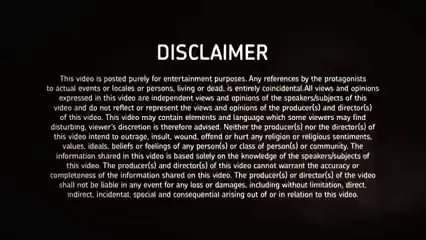 DISCLAIMER
This video is posted purely for entertainment purposes. Any references by the protagonists
to actual events or locales or persons, living or dead, is entirely coincidental.All views and opinions
expressed in this video are independent views and opinions of the speakers/subjects of this
video and do not reflect or represent the views and opinions of the producer(s) and director(s)
of this video. This video may contain elements and language which some viewers may find
disturbing, viewer's discretion is therefore advised. Neither the producer(s) nor the director(s) of
this video intend to outrage, insult, wound, offend or hurt any religion or religious sentiments,
values, ideals, beliefs or feelings of any person(s) or class of person(s) or community. The
information shared in this video is based solely on the knowledge of the speakers/subjects of
this video. The producer(s) and director(s) of this video cannot warrant the accuracy or
completeness of the information shared on this video. The producer(s) or director(s) of the video
shall not be liable in any event for any loss or damages, including without limitation, direct,
indirect, incidental, special and consequential arising out of or in relation to this video.